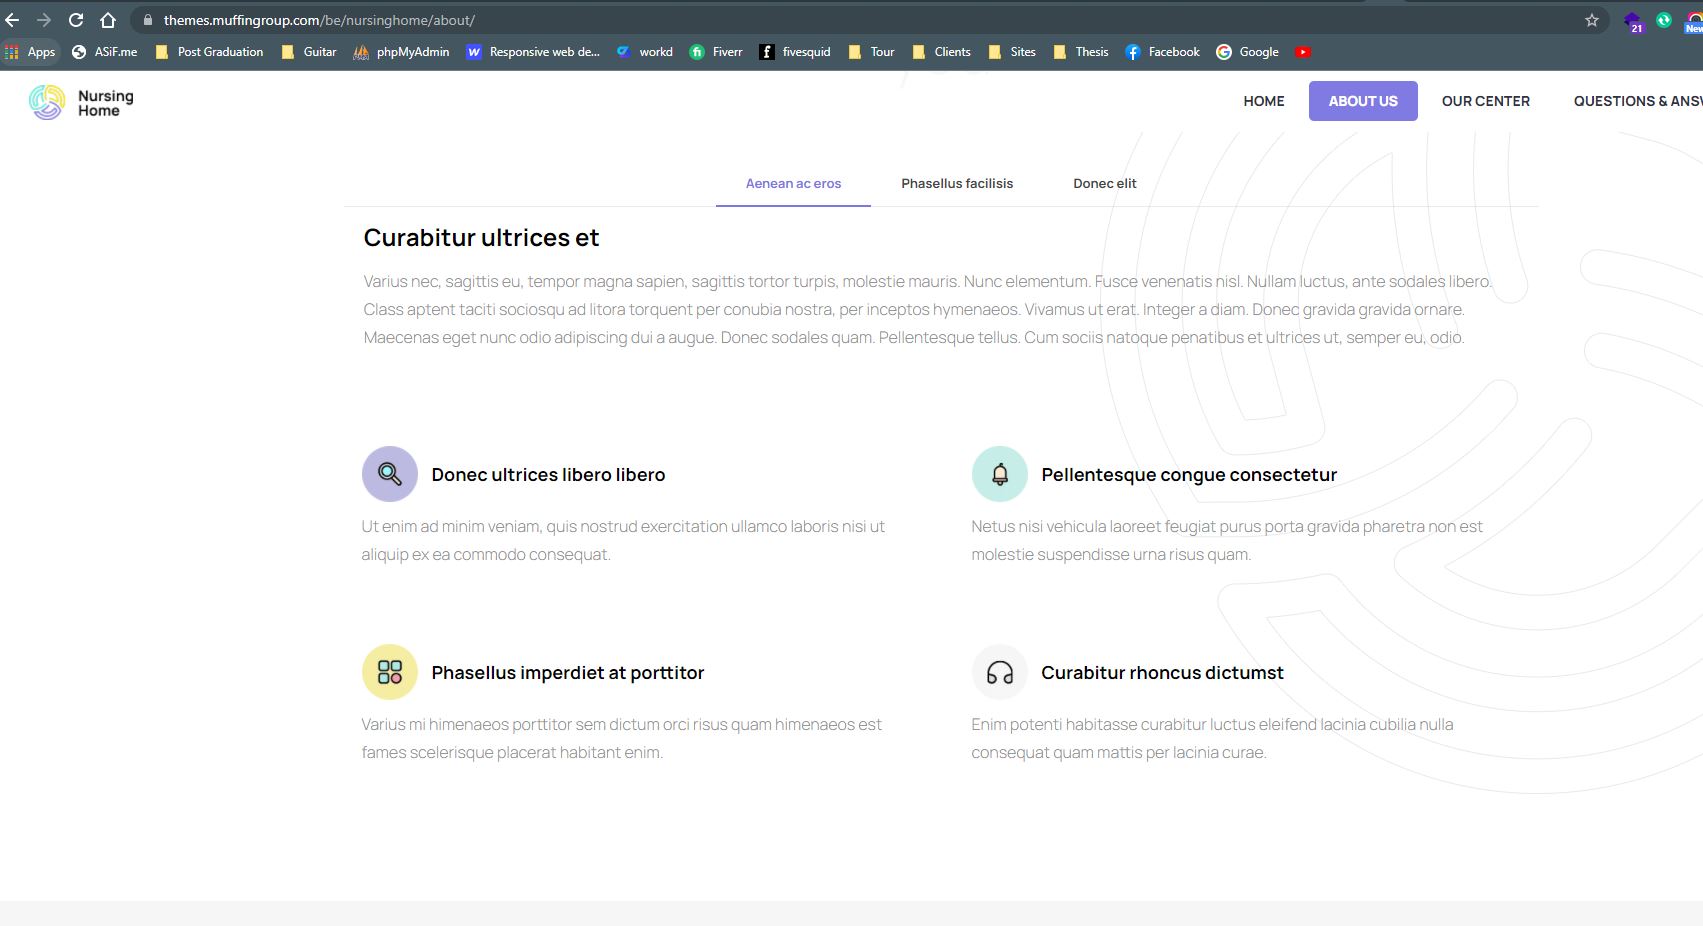 themes.muffingroup.com/be/nursinghome/about/
21
New
Apps
ASiF.me
Post Graduation
Guitar
phpMyAdmin
Responsive web de...
workd
Fiverr
fivesquid
Tour
Clients
Sites
Thesis
Facebook
Google
Nursing
Home
HOME
ABOUT US
OUR CENTER
QUESTIONS & ANSW
Aenean ac eros
Phasellus facilisis
Donec elit
Curabitur ultrices et
Varius nec, sagittis eu, tempor magna sapien, sagittis tortor turpis, molestie mauris. Nunc elementum. Fusce venenatis nisl. Nullam luctus, ante sodales libero.
Class aptent taciti sociosqu ad litora torquent per conubia nostra, per inceptos hymenaeos. Vivamus ut erat. Integer a diam. Donec gravida gravida ornare.
Maecenas eget nunc odio adipiscing dui a augue. Donec sodales quam. Pellentesque tellus. Cum sociis natoque penatibus et ultrices ut, semper eu, odio.
Donec ultrices libero libero
Ut enim ad minim veniam, quis nostrud exercitation ullamco laboris nisi ut
aliquip ex ea commodo consequat.
Pellentesque congue consectetur
Netus nisi vehicula laoreet feugiat purus porta gravida pharetra non est
molestie suspendisse urna risus quam.
Phasellus imperdiet at porttitor
Varius mi himenaeos porttitor sem dictum orci risus quam himenaeos est
fames scelerisque placerat habitant enim.
Curabitur rhoncus dictumst
Enim potenti habitasse curabitur luctus eleifend lacinia cubilia nulla
consequat quam mattis per lacinia curae.